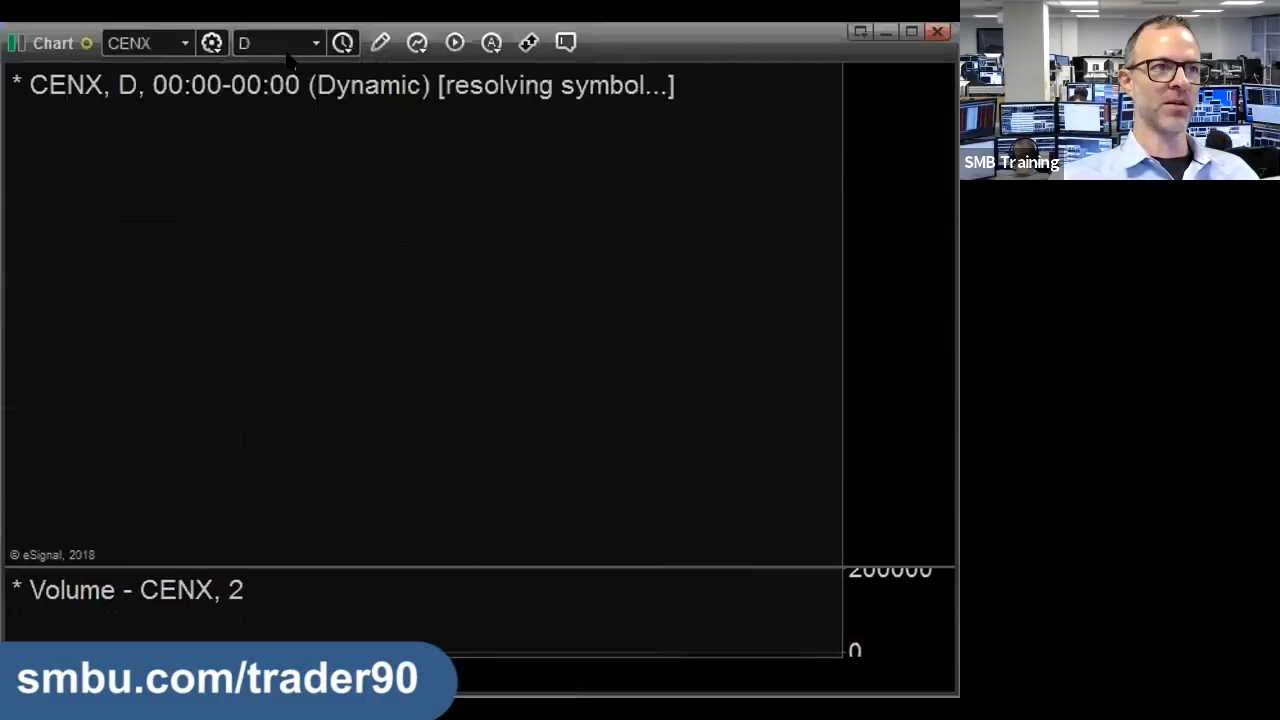 Chart CENX D
* CENX, D, 00:00-00:00 (Dynamic) [resolving symbol...]
SMB Training
© eSignal, 2018
200000
* Volume - CENX, 2
0
smbu.com/trader90